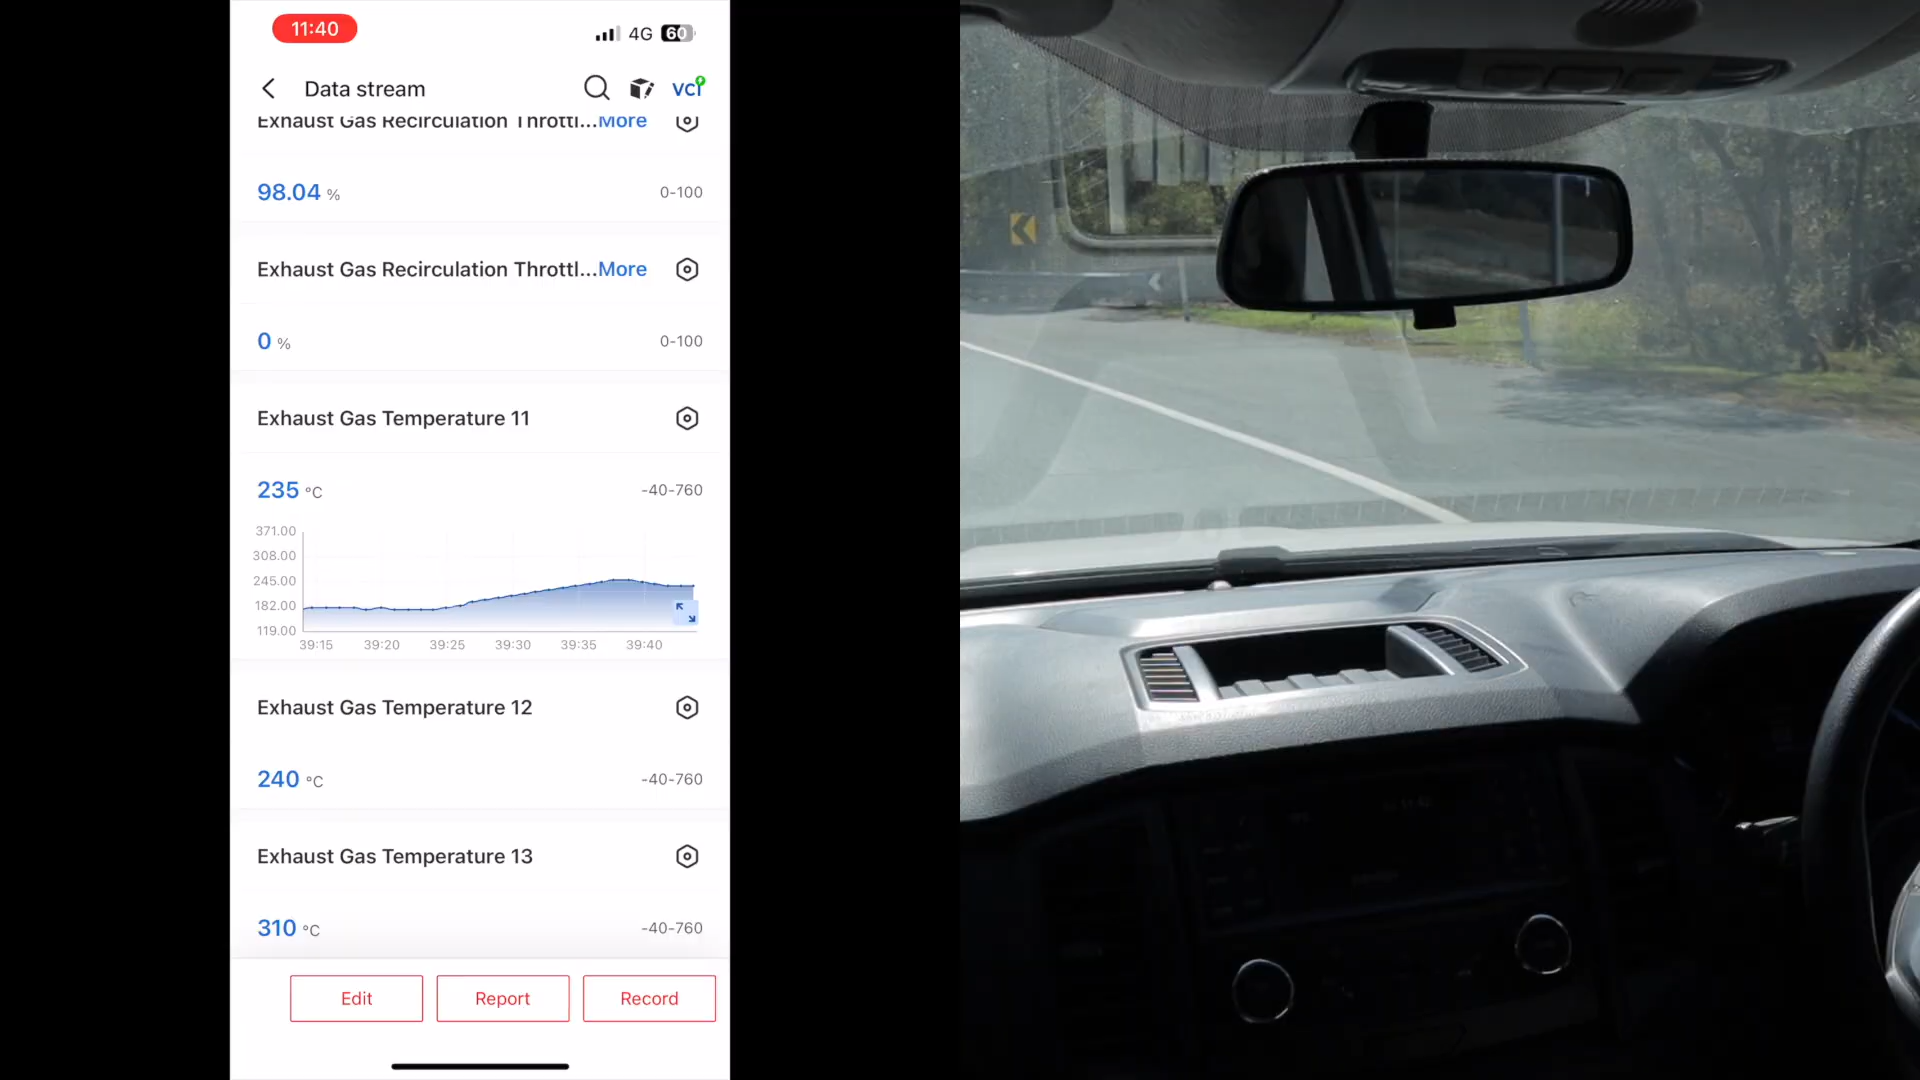 11:40
4G 60
Data stream
VCI
Exhaust Gas Recirculation Throttl...More
98.04 %
0-100
Exhaust Gas Recirculation Throttl...More
0 %
0-100
Exhaust Gas Temperature 11
235 °C
-40-760
371.00
308.00
245.00
182.00
119.00
39:15 39:20 39:25 39:30 39:35 39:40
Exhaust Gas Temperature 12
240 °C
-40-760
Exhaust Gas Temperature 13
310 °C
-40-760
Edit
Report
Record